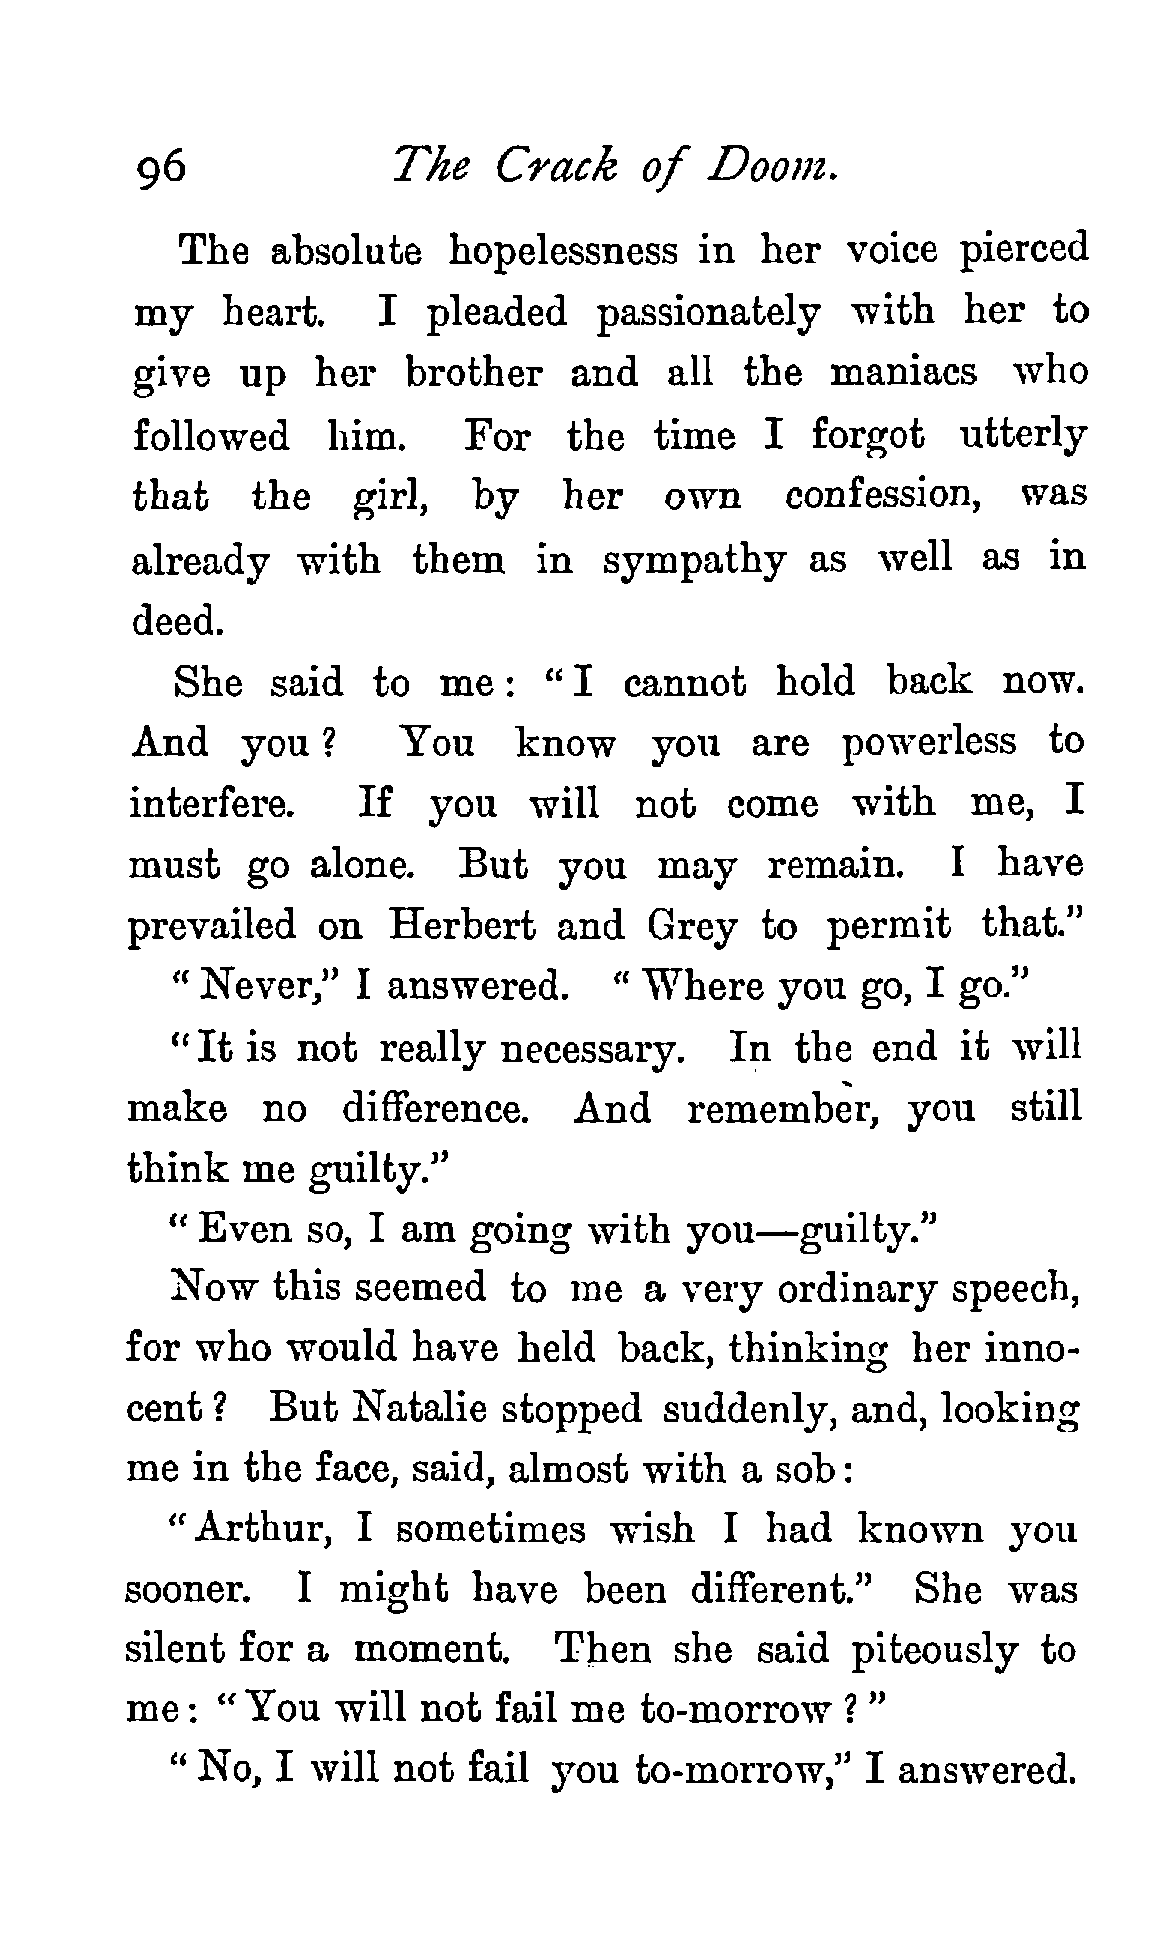 96 The Crack of Doom.
The absolute hopelessness in her voice pierced
my heart. I pleaded passionately with her to
give up her brother and all the maniacs who
followed him. For the time I forgot utterly
that the girl, by her own confession, was
already with them in sympathy as well as in
deed.
She said to me: "I cannot hold back now.
And you? You know you are powerless to
interfere. If you will not come with me, I
must go alone. But you may remain. I have
prevailed on Herbert and Grey to permit that."
"Never," I answered. "Where you go, I go."
"It is not really necessary. In the end it will
make no difference. And remember, you still
think me guilty."
"Even so, I am going with you—guilty."
Now this seemed to me a very ordinary speech,
for who would have held back, thinking her inno-
cent? But Natalie stopped suddenly, and, looking
me in the face, said, almost with a sob:
"Arthur, I sometimes wish I had known you
sooner. I might have been different." She was
silent for a moment. Then she said piteously to
me: "You will not fail me to-morrow?"
"No, I will not fail you to-morrow," I answered.